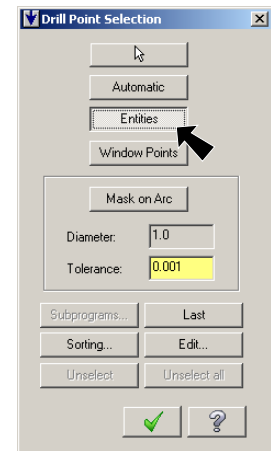 Drill Point Selection
Automatic
Entities
Window Points
Mask on Arc
Diameter: 1.0
Tolerance: 0.001
Subprograms... Last
Sorting... Edit...
Unselect Unselect all